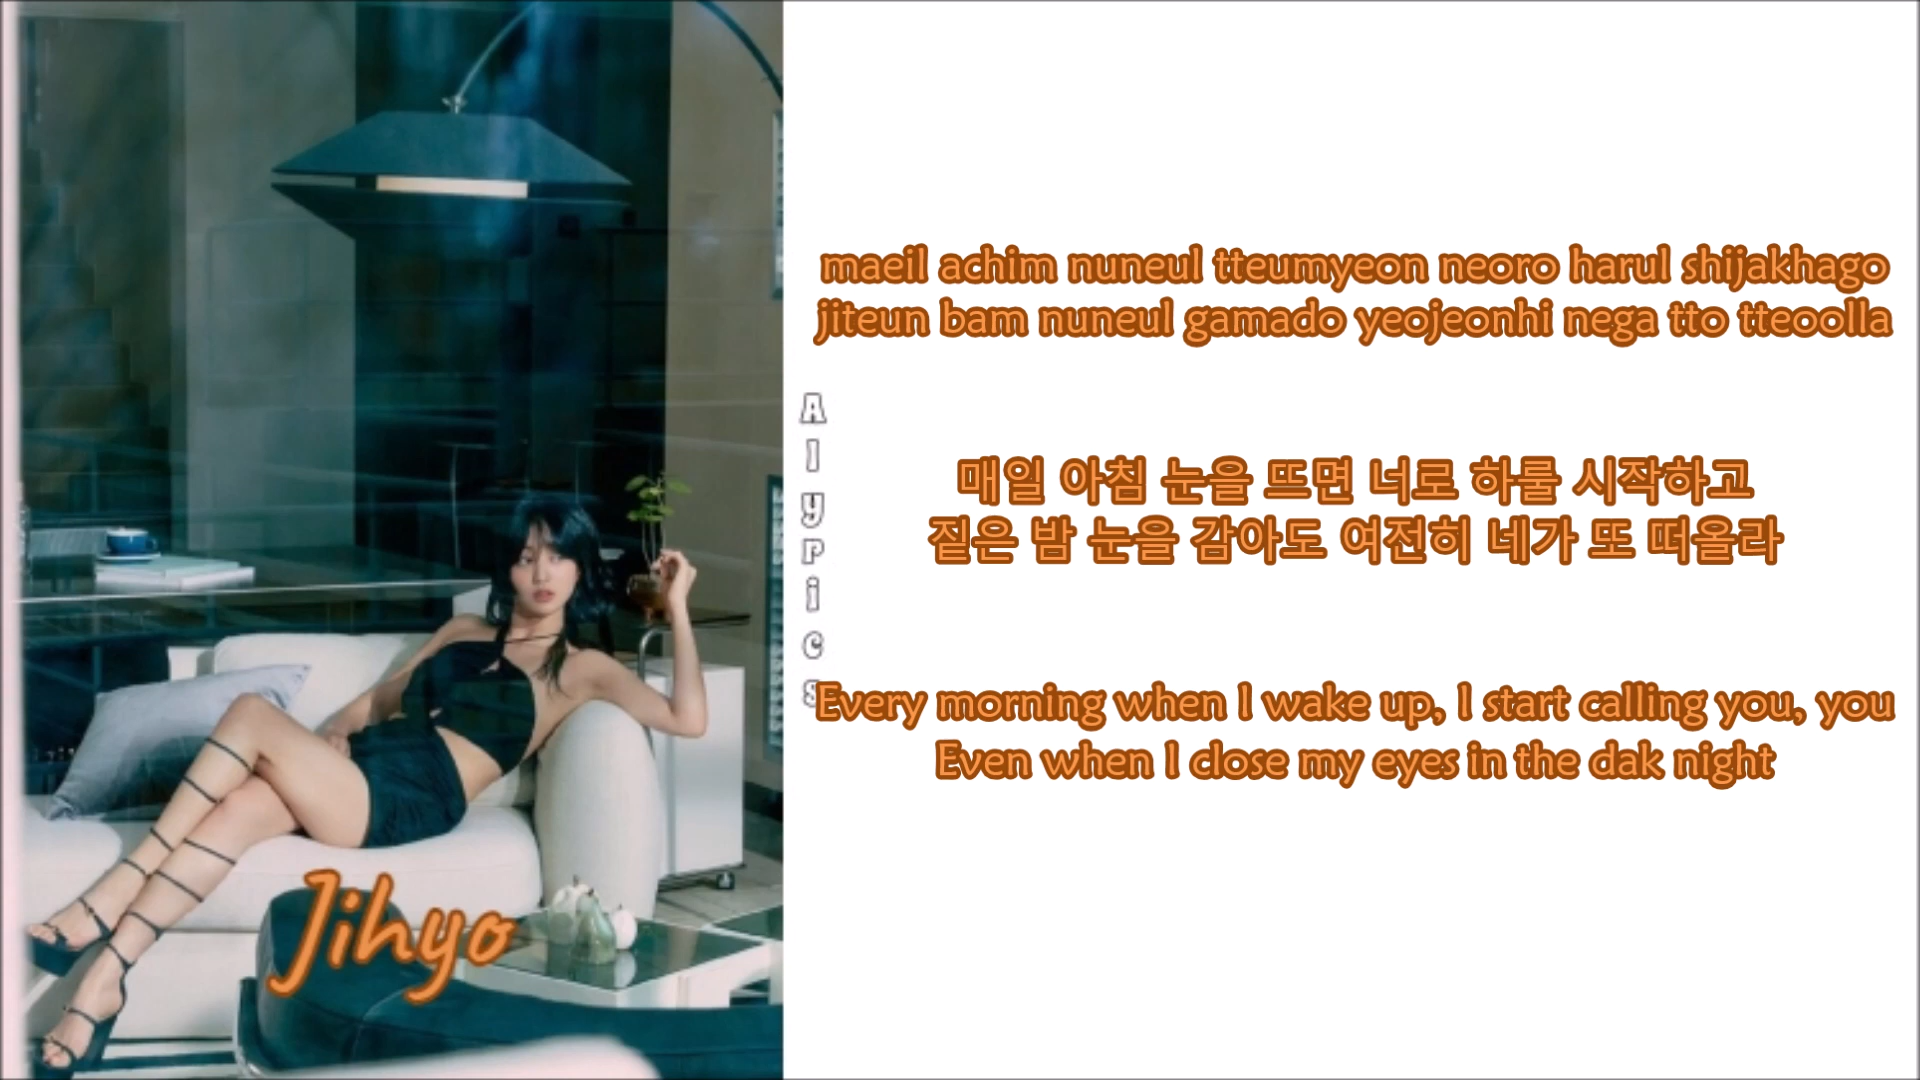 maeil achim nuneul tteumyeon neoro harul shijakhago
jiteun bam nuneul gamado yeojeonhi nega tto tteoolla
매일 아침 눈을 뜨면 너로 하룰 시작하고
짙은 밤 눈을 감아도 여전히 네가 또 떠올라
Every morning when I wake up, I start calling you, you
Even when I close my eyes in the dak night
Alypics
Jihyo